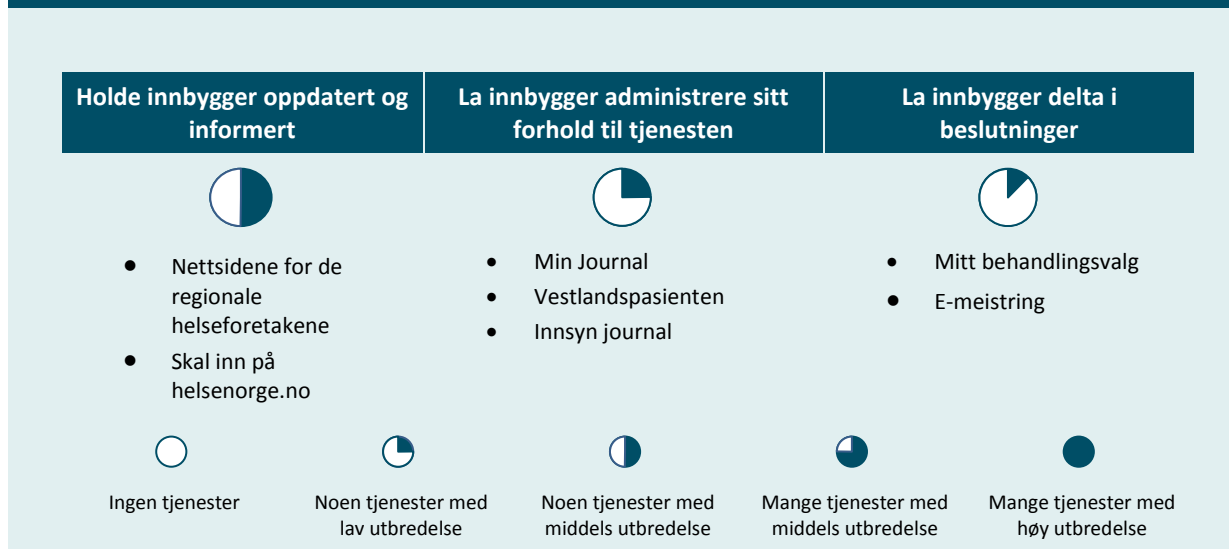 Holde innbygger oppdatert og
informert
La innbygger administrere sitt
forhold til tjenesten
La innbygger delta i
beslutninger
● Nettsidene for de
regionale
helseforetakene
● Skal inn på
helsenorge.no
• Min Journal
• Vestlandspasienten
• Innsyn journal
• Mitt behandlingsvalg
● E-meistring
Ingen tjenester
Noen tjenester med
lav utbredelse
Noen tjenester med
middels utbredelse
Mange tjenester med
middels utbredelse
Mange tjenester med
høy utbredelse